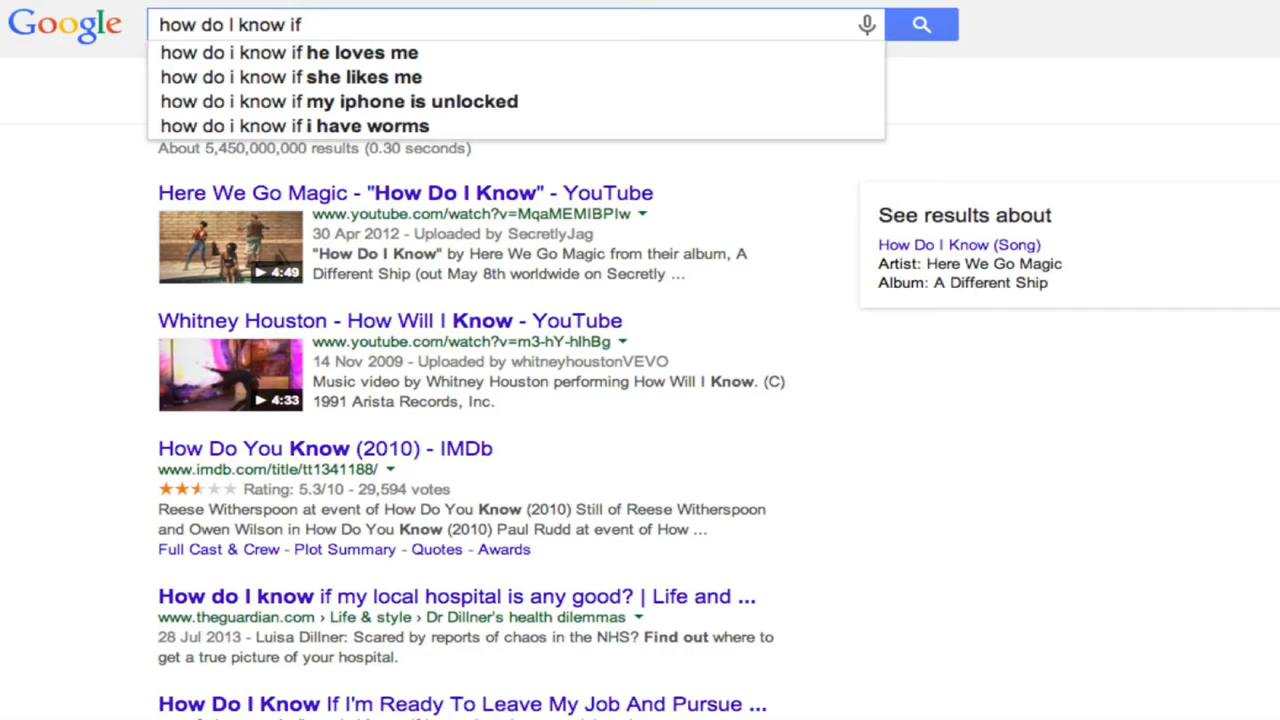 Google
how do I know if
how do i know if he loves me
how do i know if she likes me
how do i know if my iphone is unlocked
how do i know if i have worms
About 5,450,000,000 results (0.30 seconds)
Here We Go Magic - "How Do I Know" - YouTube
www.youtube.com/watch?v=MqaMEMIBPIw
30 Apr 2012 - Uploaded by SecretlyJag
"How Do I Know" by Here We Go Magic from their album, A
Different Ship (out May 8th worldwide on Secretly ...
4:49
See results about
How Do I Know (Song)
Artist: Here We Go Magic
Album: A Different Ship
Whitney Houston - How Will I Know - YouTube
www.youtube.com/watch?v=m3-hY-hlhBg
14 Nov 2009 - Uploaded by whitneyhoustonVEVO
Music video by Whitney Houston performing How Will I Know. (C)
1991 Arista Records, Inc.
4:33
How Do You Know (2010) - IMDb
www.imdb.com/title/tt1341188/
Rating: 5.3/10 - 29,594 votes
Reese Witherspoon at event of How Do You Know (2010) Still of Reese Witherspoon
and Owen Wilson in How Do You Know (2010) Paul Rudd at event of How ...
Full Cast & Crew - Plot Summary - Quotes - Awards
How do I know if my local hospital is any good? | Life and ...
www.theguardian.com › Life & style › Dr Dillner's health dilemmas
28 Jul 2013 - Luisa Dillner: Scared by reports of chaos in the NHS? Find out where to
get a true picture of your hospital.
How Do I Know If I'm Ready To Leave My Job And Pursue ...